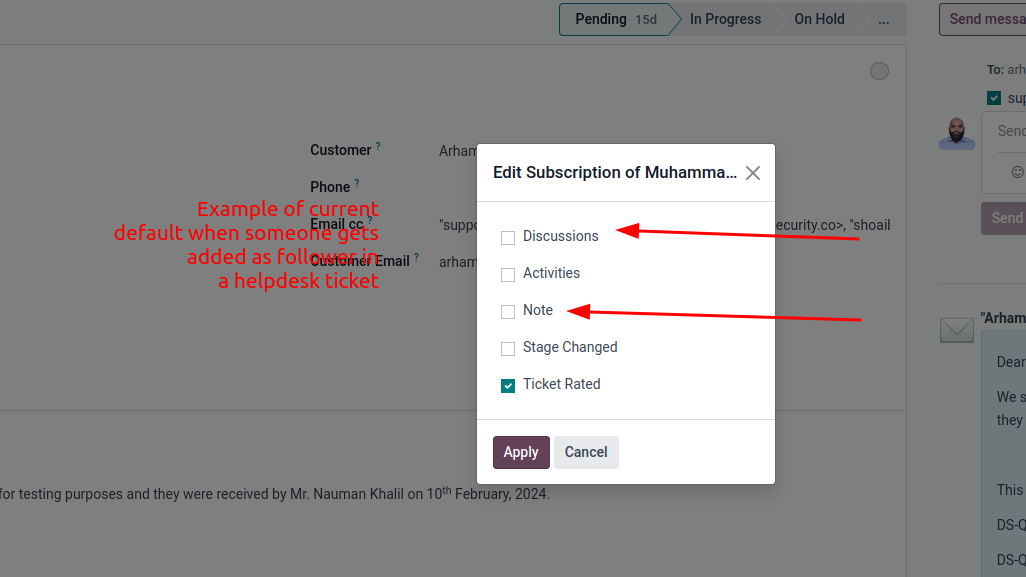 Pending 15d In Progress On Hold ...
Send messa
To: arh
sup
Send
Customer ?
Arham
Phone ?
Email cc ?
"suppo
ecurity.co>, "shoail
Customer Email ?
arham
Example of current
default when someone gets
added as follower in
a helpdesk ticket
Edit Subscription of Muhamma...
Discussions
Activities
Note
Stage Changed
Ticket Rated
Apply Cancel
Send
"Arham
Dear
We s
they
This
DS-Q
DS-Q
for testing purposes and they were received by Mr. Nauman Khalil on 10th February, 2024.